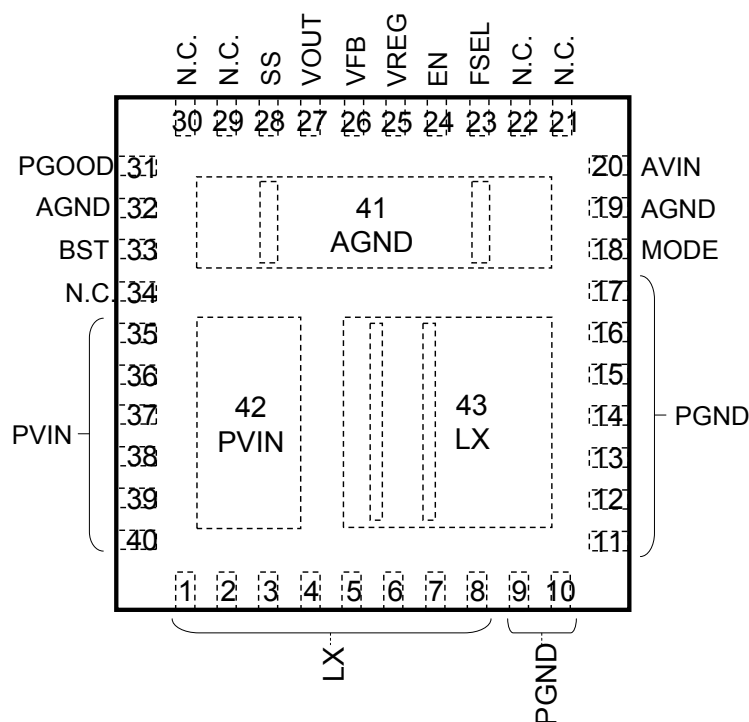 N.C.
N.C.
SS
VOUT
VFB
VREG
EN
FSEL
N.C.
N.C.
30 29 28 27 26 25 24 23 22 21
PGOOD 31
AGND 32
BST 33
N.C. 34
35
36
37
38
39
40
PVIN
41
AGND
42
PVIN
43
LX
20 AVIN
19 AGND
18 MODE
17
16
15
14
13
12
11
PGND
1 2 3 4 5 6 7 8 9 10
LX
PGND